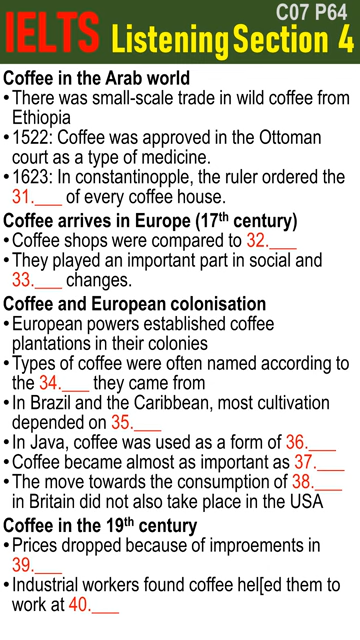 C07 P64
IELTS Listening Section 4
Coffee in the Arab world
•There was small-scale trade in wild coffee from
Ethiopia
•1522: Coffee was approved in the Ottoman
court as a type of medicine.
•1623: In constantinopple, the ruler ordered the
31.___ of every coffee house.
Coffee arrives in Europe (17th century)
•Coffee shops were compared to 32.___
•They played an important part in social and
33.___ changes.
Coffee and European colonisation
•European powers established coffee
plantations in their colonies
•Types of coffee were often named according to
the 34.___ they came from
•In Brazil and the Caribbean, most cultivation
depended on 35.___
•In Java, coffee was used as a form of 36.___
•Coffee became almost as important as 37.___
•The move towards the consumption of 38.___
in Britain did not also take place in the USA
Coffee in the 19th century
•Prices dropped because of improements in
39.___
•Industrial workers found coffee hel[ed them to
work at 40.___